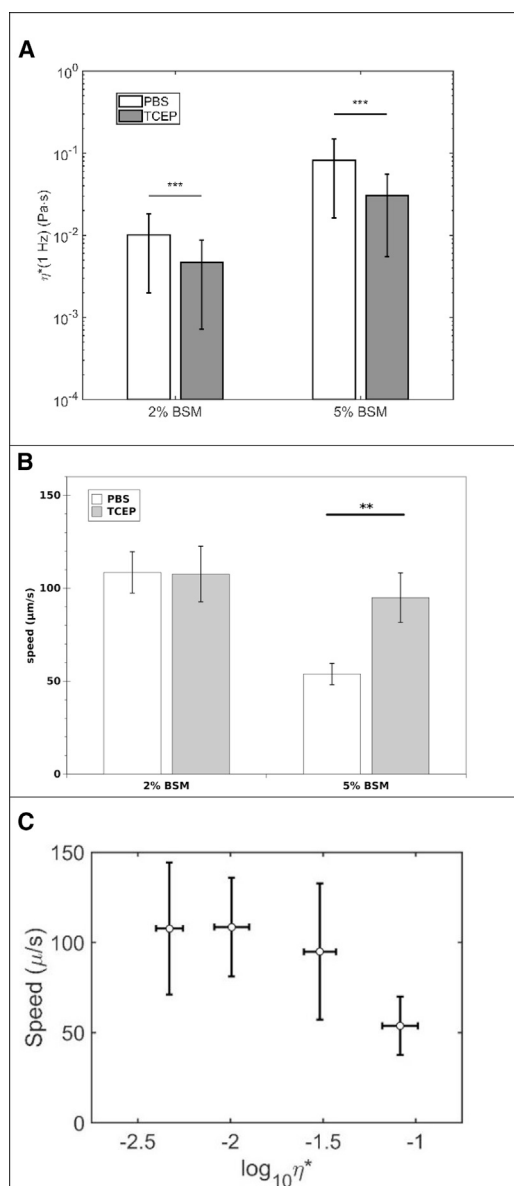 A
10^0
10^-1
10^-2
10^-3
10^-4
η*(1 Hz) (Pa·s)
PBS
TCEP
***
***
2% BSM
5% BSM
B
150
100
50
0
speed (μm/s)
PBS
TCEP
**
2% BSM
5% BSM
C
150
100
50
0
Speed (μ/s)
-2.5
-2
-1.5
-1
log10η*